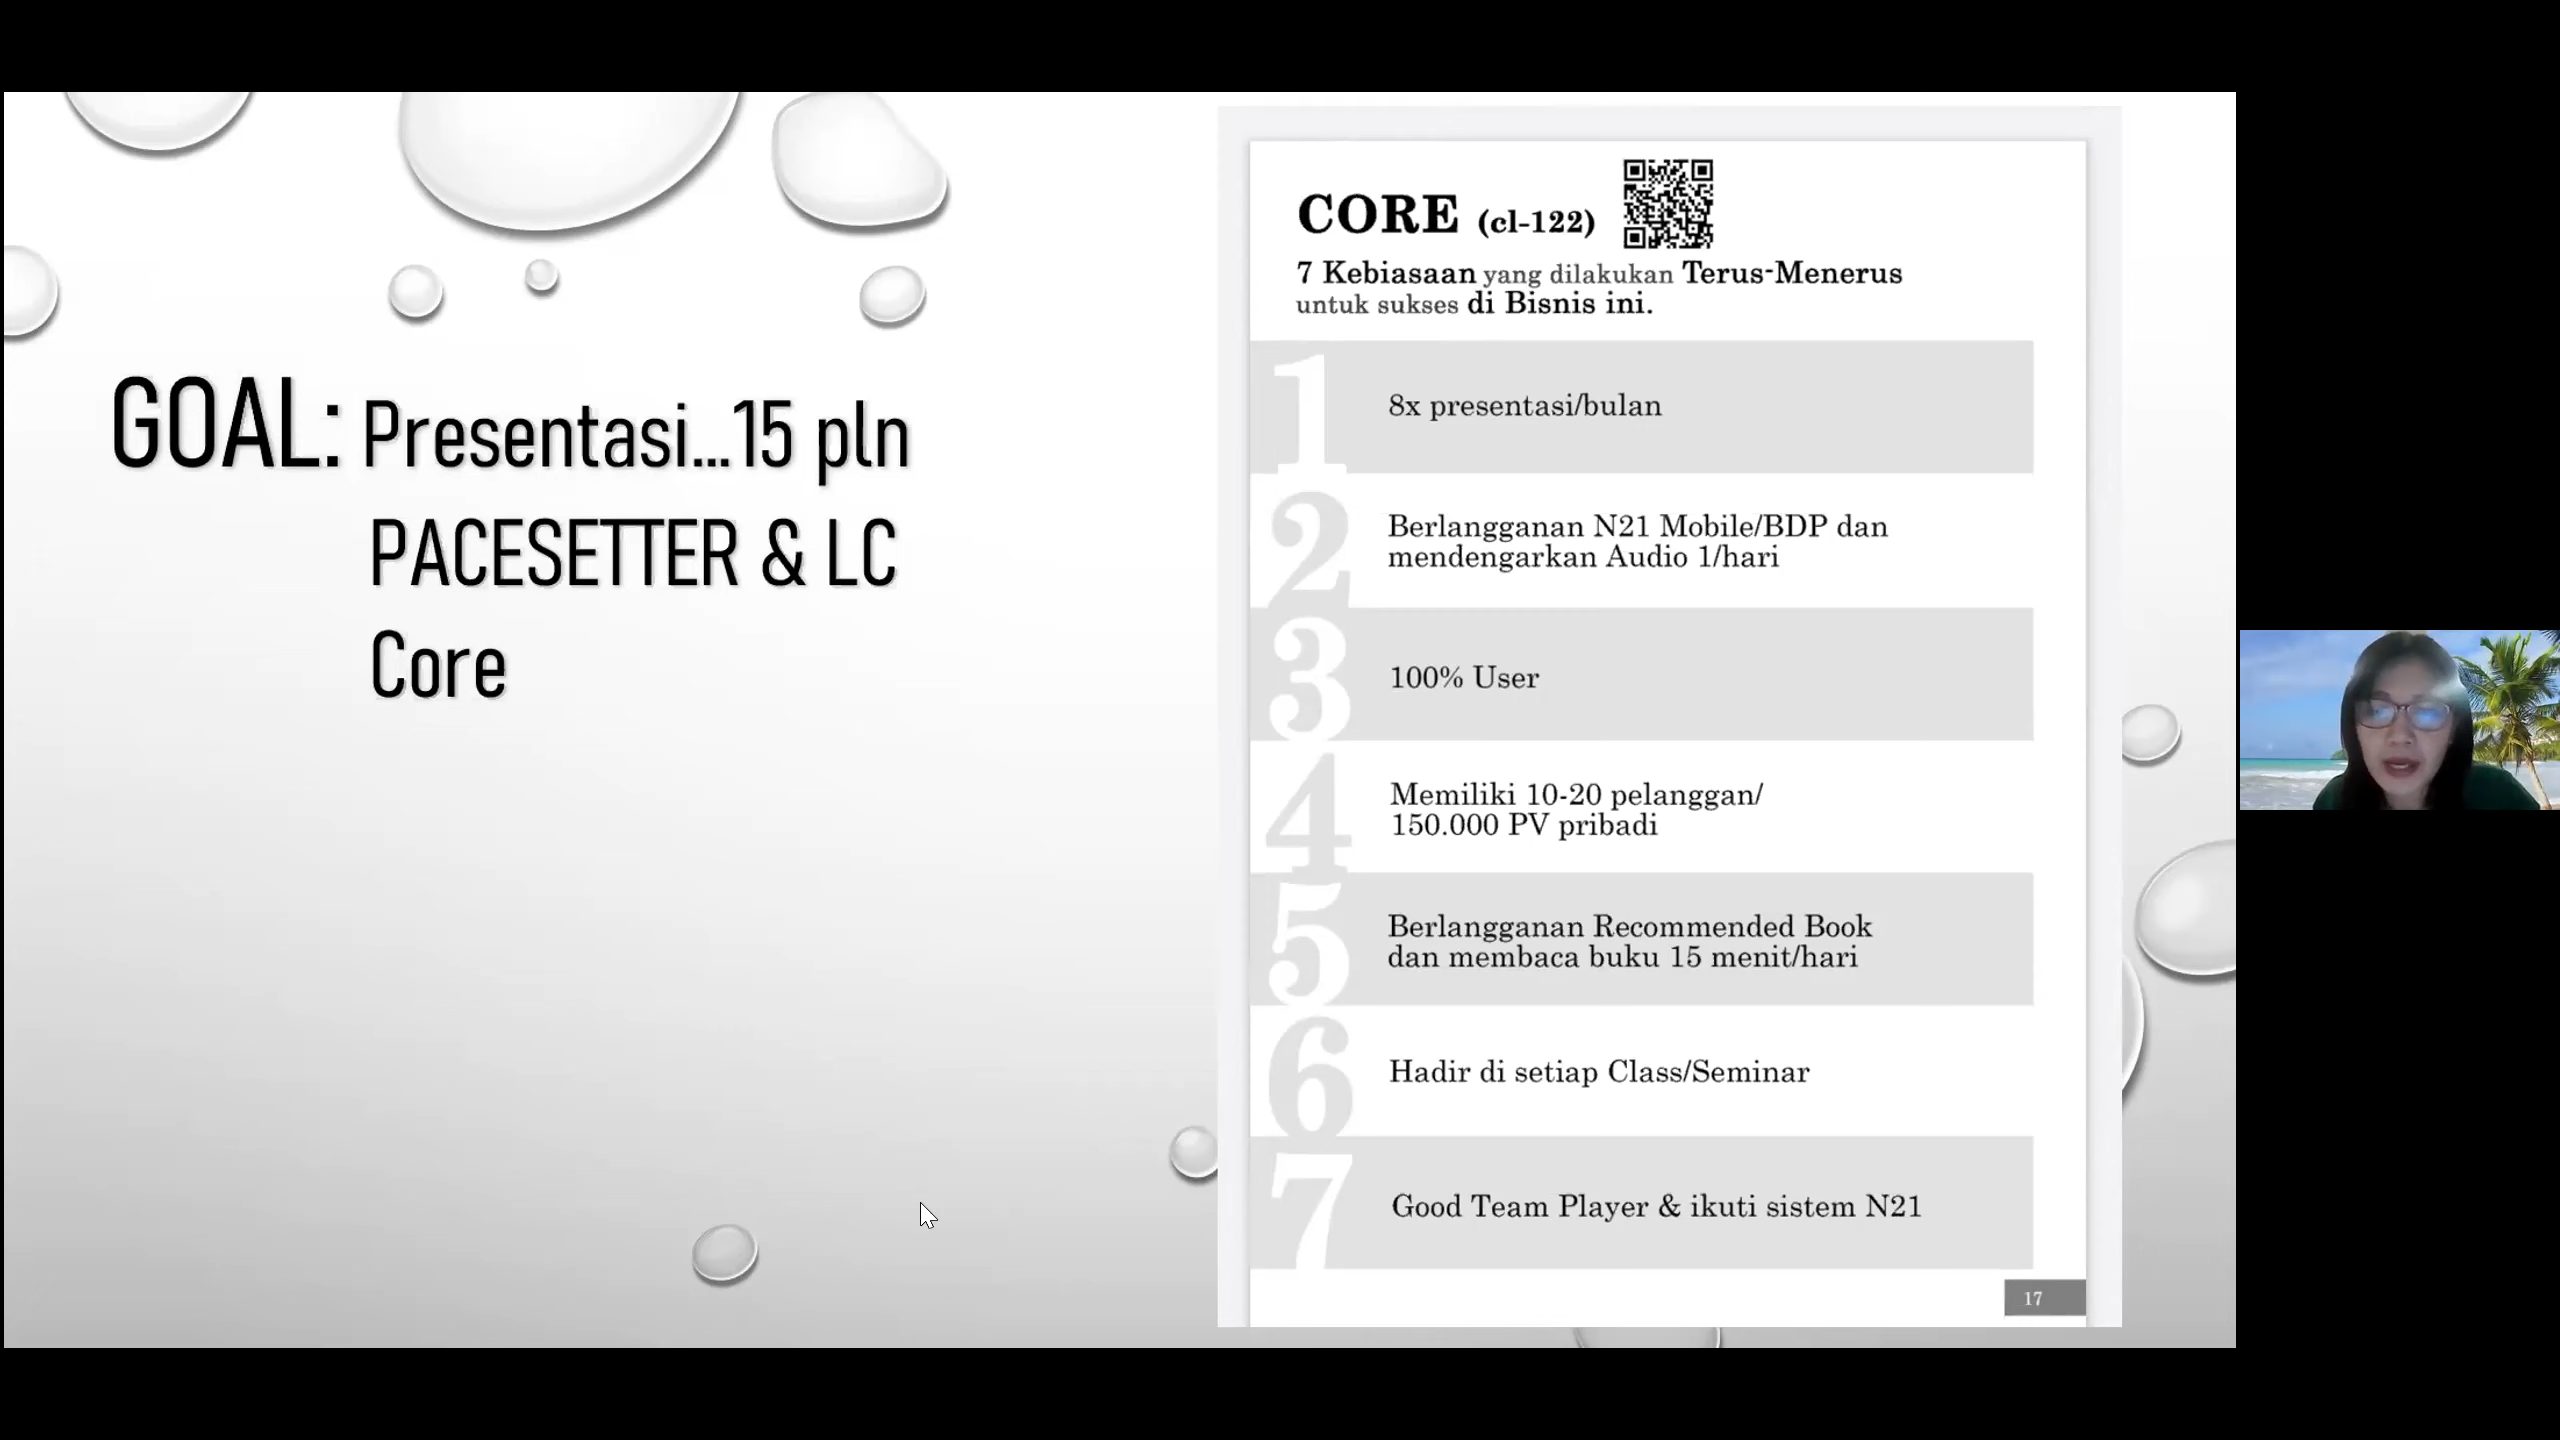 GOAL: Presentasi...15 pln
PACESETTER & LC
Core
CORE (cl-122)
7 Kebiasaan yang dilakukan Terus-Menerus
untuk sukses di Bisnis ini.
1
8x presentasi/bulan
2
Berlangganan N21 Mobile/BDP dan
mendengarkan Audio 1/hari
3
100% User
4
Memiliki 10-20 pelanggan/
150.000 PV pribadi
5
Berlangganan Recommended Book
dan membaca buku 15 menit/hari
6
Hadir di setiap Class/Seminar
7
Good Team Player & ikuti sistem N21
17